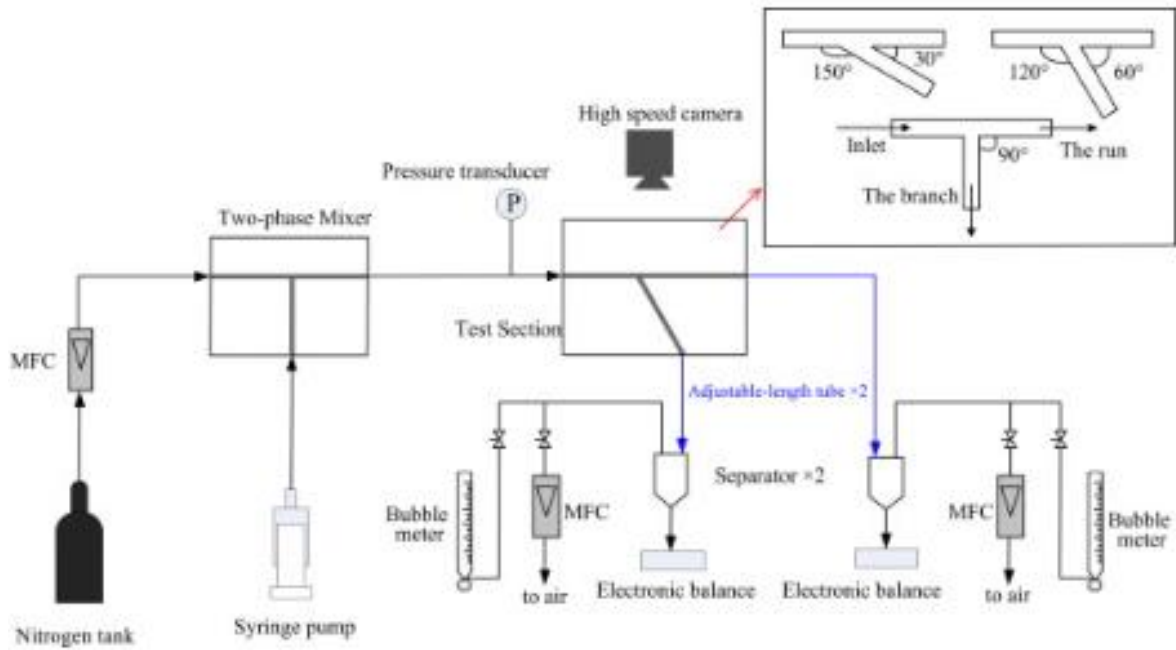 150°
30°
120°
60°
Inlet
90°
The run
The branch
High speed camera
Pressure transducer
P
Two-phase Mixer
Test Section
MFC
Adjustable-length tube ×2
Separator ×2
Bubble
meter
MFC
MFC
Bubble
meter
to air
Electronic balance
Electronic balance
to air
Nitrogen tank
Syringe pump